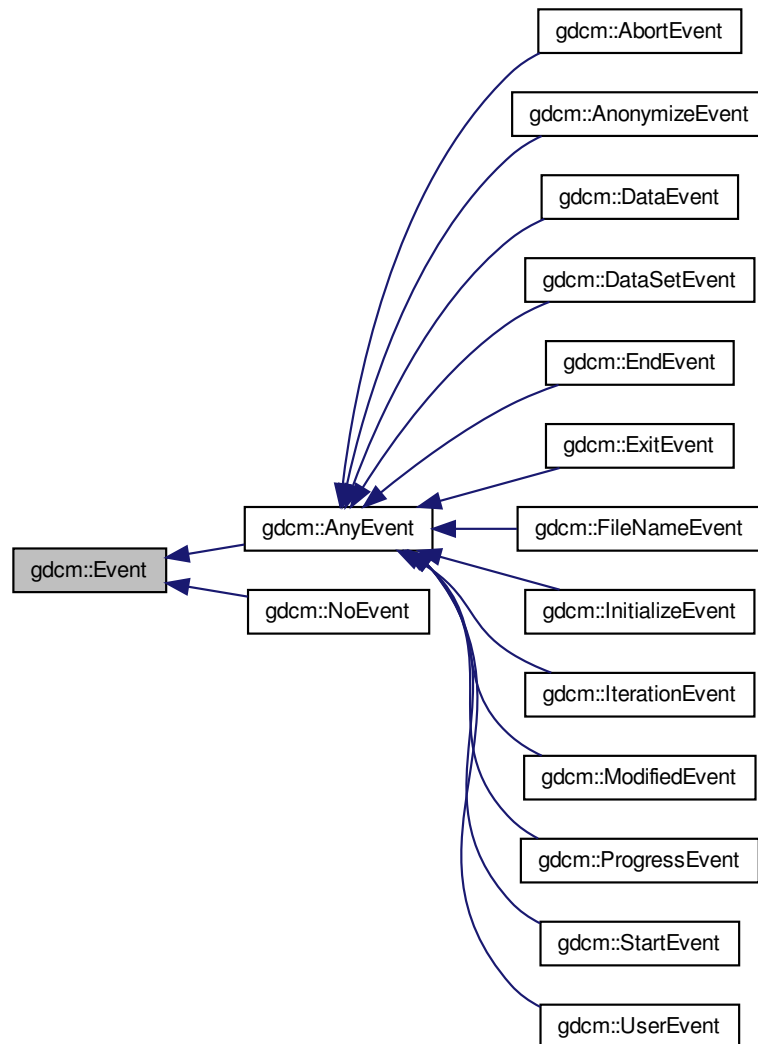 gdcm::AbortEvent
gdcm::AnonymizeEvent
gdcm::DataEvent
gdcm::DataSetEvent
gdcm::EndEvent
gdcm::ExitEvent
gdcm::AnyEvent
gdcm::FileNameEvent
gdcm::Event
gdcm::NoEvent
gdcm::InitializeEvent
gdcm::IterationEvent
gdcm::ModifiedEvent
gdcm::ProgressEvent
gdcm::StartEvent
gdcm::UserEvent